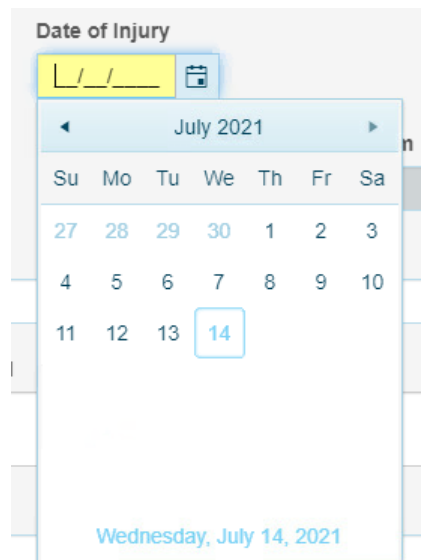 Date of Injury
_/__/____
July 2021
Su Mo Tu We Th Fr Sa
27 28 29 30 1 2 3
4 5 6 7 8 9 10
11 12 13 14
Wednesday, July 14, 2021